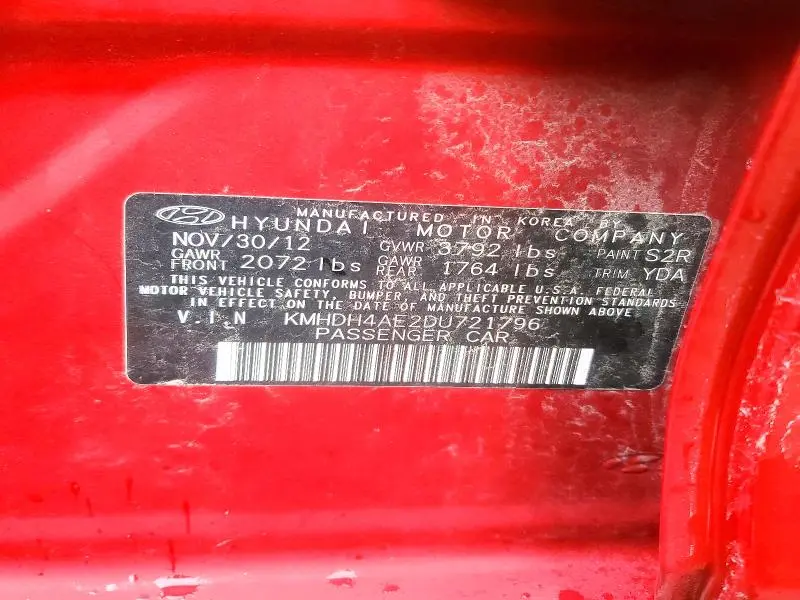 MANUFACTURED IN KOREA BY
HYUNDAI MOTOR COMPANY
NOV/30/12 GVWR 3792 lbs PAINT S2R
GAWR FRONT 2072 lbs GAWR REAR 1764 lbs TRIM YDA
THIS VEHICLE CONFORMS TO ALL APPLICABLE U.S.A. FEDERAL
MOTOR VEHICLE SAFETY, BUMPER, AND THEFT PREVENTION STANDARDS
IN EFFECT ON THE DATE OF MANUFACTURE SHOWN ABOVE
V.I.N KMHDH4AE2DU721796
PASSENGER CAR